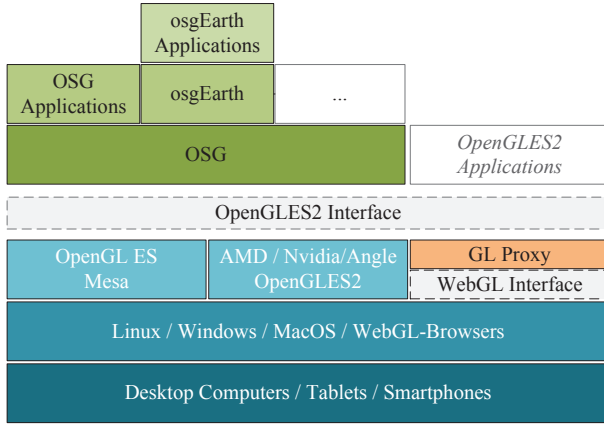 osgEarth
Applications
OSG
Applications
osgEarth
...
OSG
OpenGLES2
Applications
OpenGLES2 Interface
OpenGL ES
Mesa
AMD / Nvidia/Angle
OpenGLES2
GL Proxy
WebGL Interface
Linux / Windows / MacOS / WebGL-Browsers
Desktop Computers / Tablets / Smartphones